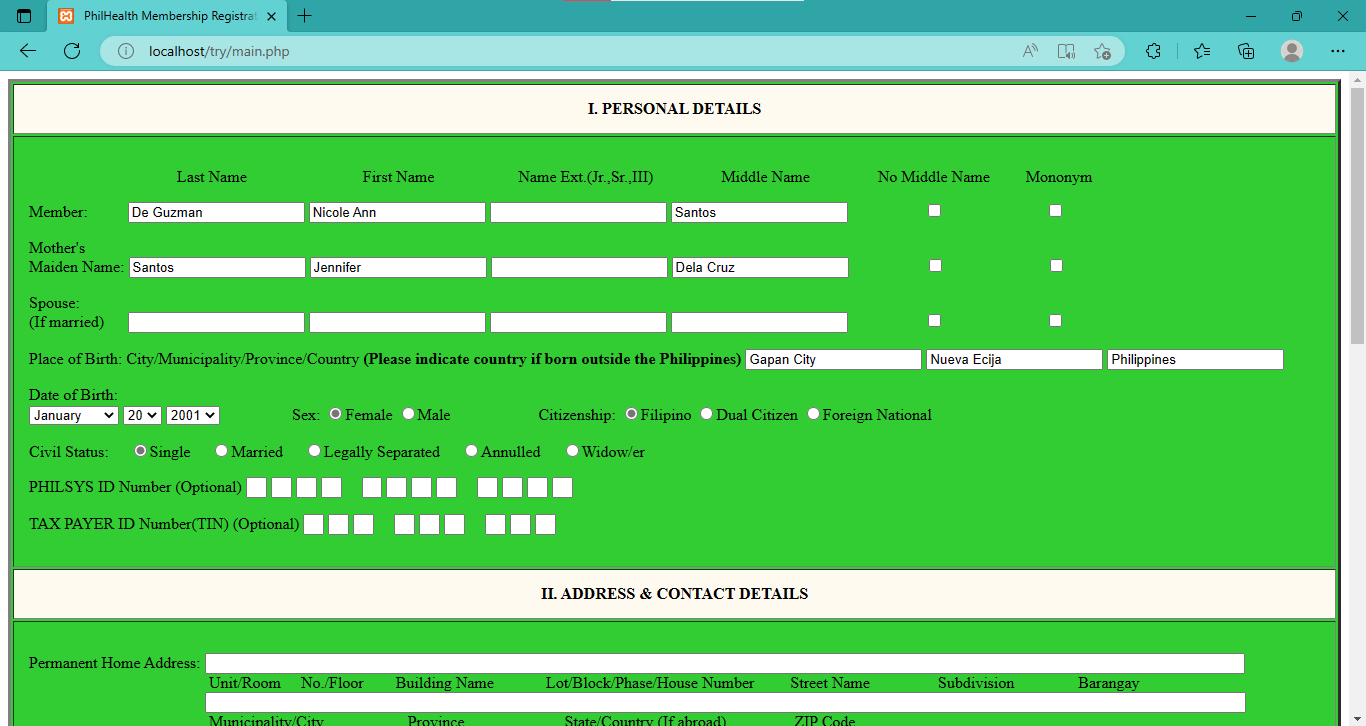 PhilHealth Membership Registrat
localhost/try/main.php
I. PERSONAL DETAILS
Last Name First Name Name Ext.(Jr.,Sr.,III) Middle Name No Middle Name Mononym
Member: De Guzman Nicole Ann Santos
Mother's
Maiden Name: Santos Jennifer Dela Cruz
Spouse:
(If married)
Place of Birth: City/Municipality/Province/Country (Please indicate country if born outside the Philippines) Gapan City Nueva Ecija Philippines
Date of Birth:
January 20 2001 Sex: Female Male Citizenship: Filipino Dual Citizen Foreign National
Civil Status: Single Married Legally Separated Annulled Widow/er
PHILSYS ID Number (Optional)
TAX PAYER ID Number(TIN) (Optional)
II. ADDRESS & CONTACT DETAILS
Permanent Home Address:
Unit/Room No./Floor Building Name Lot/Block/Phase/House Number Street Name Subdivision Barangay
Municipality/City Province State/Country (If abroad) ZIP Code